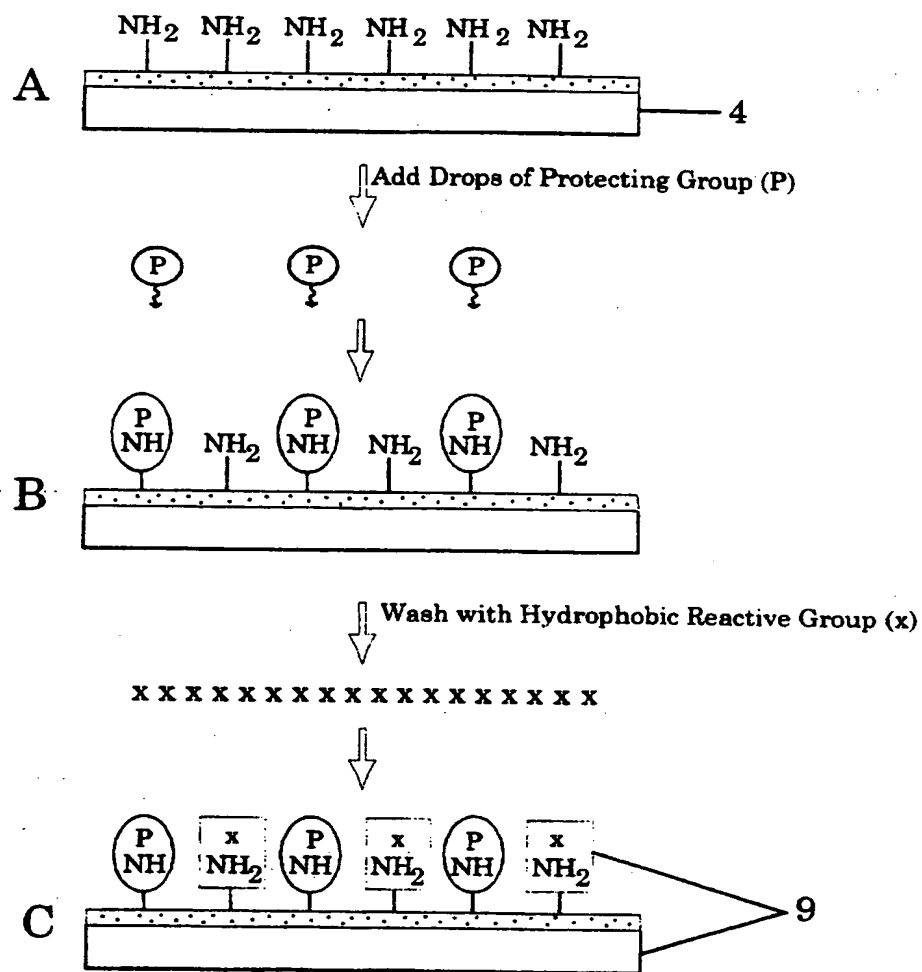 NH2 NH2 NH2 NH2 NH2 NH2
A
4
Add Drops of Protecting Group (P)
P P P
P P P
NH NH2 NH NH2 NH NH2
B
Wash with Hydrophobic Reactive Group (x)
x x x x x x x x x x x x x x x x x x
P x P x P x
NH NH2 NH NH2 NH NH2
9
C